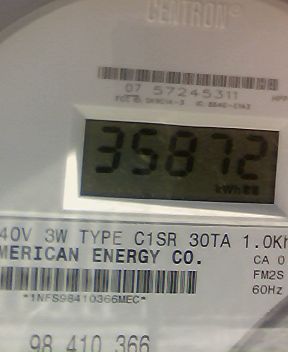 CENTRON®
07 57245311
35872
kWh
40V 3W TYPE C1SR 30TA 1.0Kh
MERICAN ENERGY CO.
CA 0
FM2S
60Hz
*1NFS98410366MEC*
98 410 366